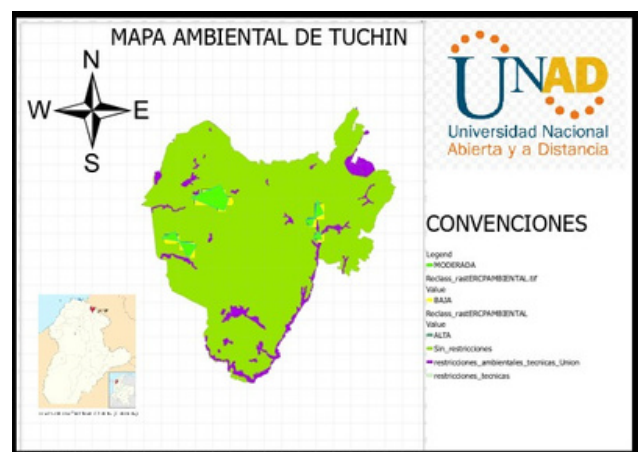 MAPA AMBIENTAL DE TUCHIN
N
W E
S
UNAD
Universidad Nacional
Abierta y a Distancia
CONVENCIONES
Legend
MODERADA
Reclass_rastERCPAMBIENTAL.tif
Value
BAJA
Reclass_rastERCPAMBIENTAL
Value
ALTA
Sin_restricciones
restricciones_ambientales_tecnicas_Union
restricciones_tecnicas